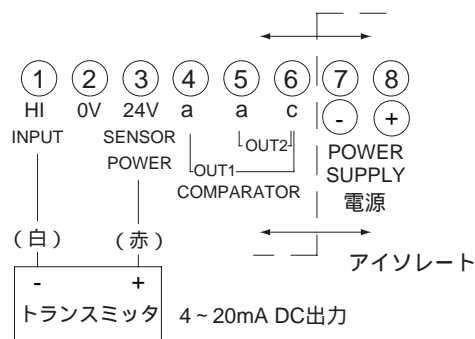 1 2 3 4 5 6 7 8
HI 0V 24V a a c - +
INPUT SENSOR POWER
OUT2
OUT1
COMPARATOR
POWER
SUPPLY
電源
(白) (赤)
アイソレート
- +
トランスミッタ 4~20mA DC出力